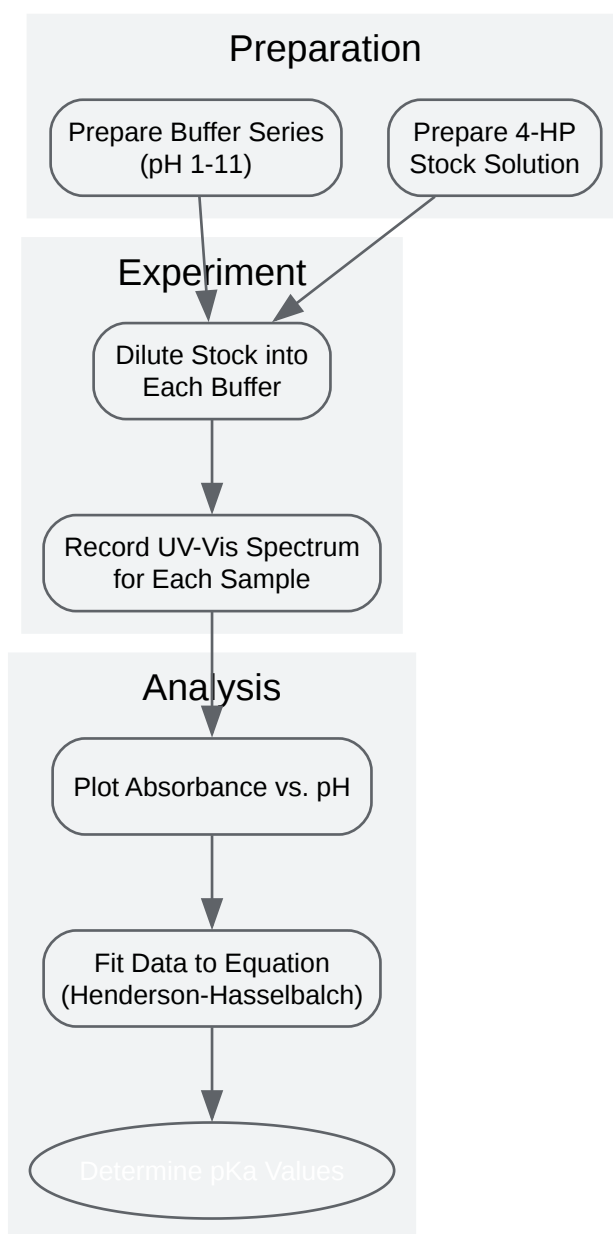 Preparation
Prepare Buffer Series
(pH 1-11)
Prepare 4-HP
Stock Solution
Experiment
Dilute Stock into
Each Buffer
Record UV-Vis Spectrum
for Each Sample
Analysis
Plot Absorbance vs. pH
Fit Data to Equation
(Henderson-Hasselbalch)
Determine pKa Values